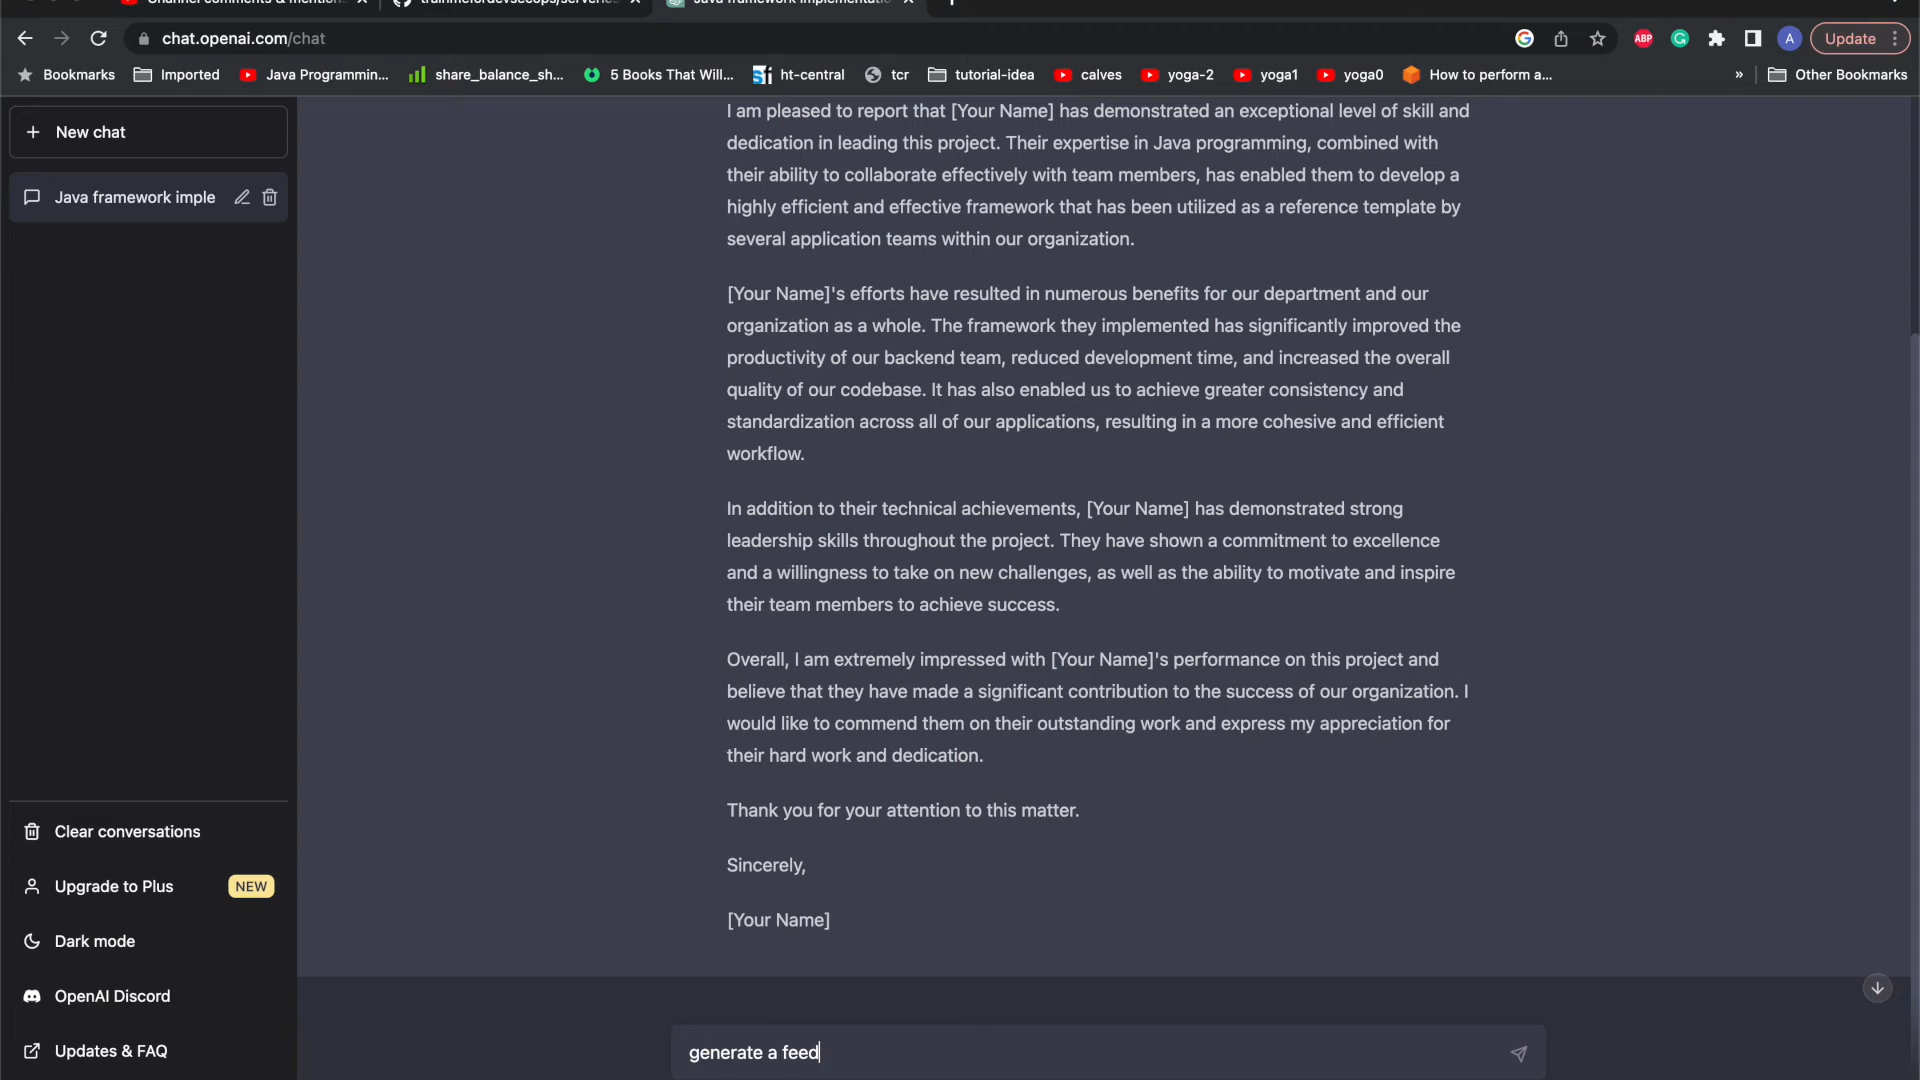 Channel comments & mention
trainmefordevsecops/serverles
Java framework implementatio
chat.openai.com/chat
ABP
A
Update
Bookmarks
Imported
Java Programmin...
share_balance_sh...
5 Books That Will...
ht-central
tcr
tutorial-idea
calves
yoga-2
yoga1
yoga0
How to perform a...
»
Other Bookmarks
New chat
Java framework imple
I am pleased to report that [Your Name] has demonstrated an exceptional level of skill and
dedication in leading this project. Their expertise in Java programming, combined with
their ability to collaborate effectively with team members, has enabled them to develop a
highly efficient and effective framework that has been utilized as a reference template by
several application teams within our organization.
[Your Name]'s efforts have resulted in numerous benefits for our department and our
organization as a whole. The framework they implemented has significantly improved the
productivity of our backend team, reduced development time, and increased the overall
quality of our codebase. It has also enabled us to achieve greater consistency and
standardization across all of our applications, resulting in a more cohesive and efficient
workflow.
In addition to their technical achievements, [Your Name] has demonstrated strong
leadership skills throughout the project. They have shown a commitment to excellence
and a willingness to take on new challenges, as well as the ability to motivate and inspire
their team members to achieve success.
Overall, I am extremely impressed with [Your Name]'s performance on this project and
believe that they have made a significant contribution to the success of our organization. I
would like to commend them on their outstanding work and express my appreciation for
their hard work and dedication.
Thank you for your attention to this matter.
Sincerely,
[Your Name]
Clear conversations
Upgrade to Plus
NEW
Dark mode
OpenAI Discord
Updates & FAQ
generate a feed